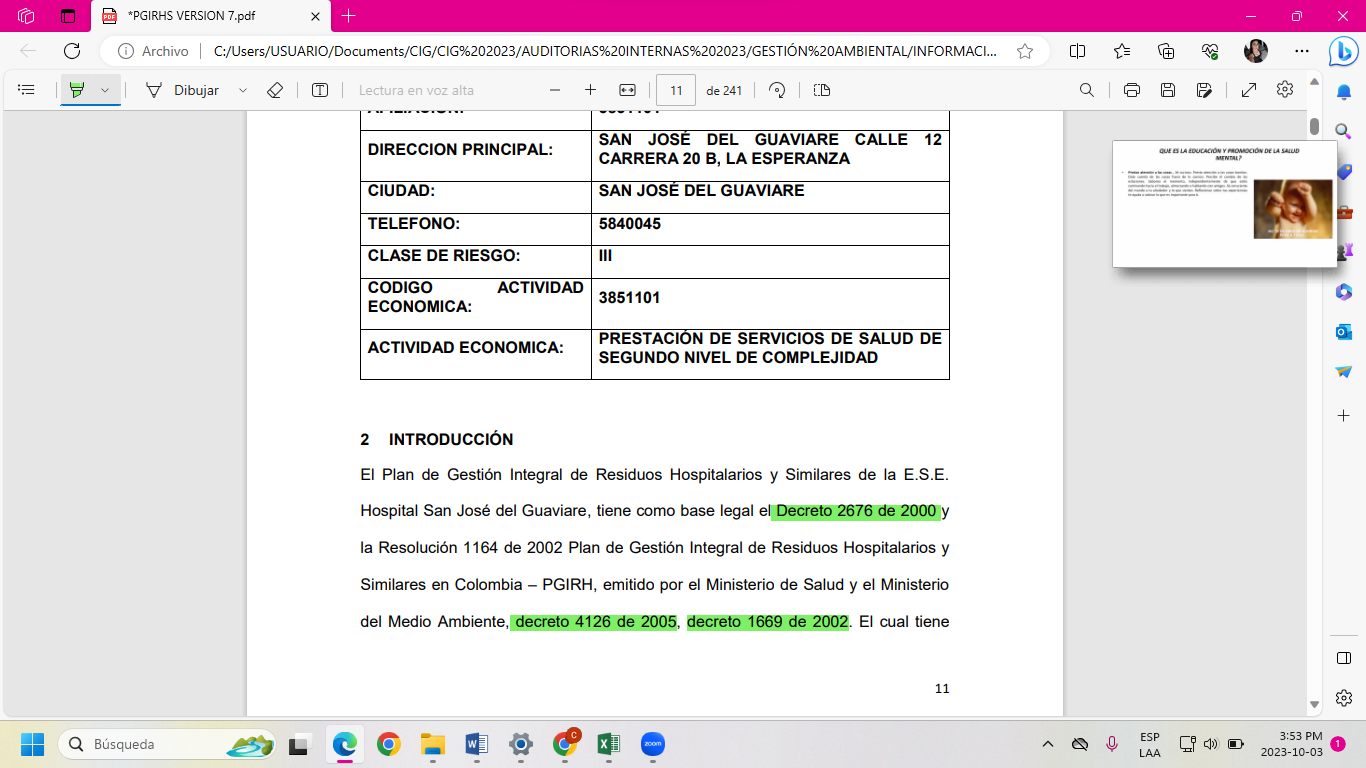 *PGIRHS VERSION 7.pdf
Archivo
C:/Users/USUARIO/Documents/CIG/CIG%202023/AUDITORIAS%20INTERNAS%202023/GESTIÓN%20AMBIENTAL/INFORMACI...
Dibujar
Lectura en voz alta
11 de 241
DIRECCION PRINCIPAL:
SAN JOSÉ DEL GUAVIARE CALLE 12
CARRERA 20 B, LA ESPERANZA
CIUDAD:
SAN JOSÉ DEL GUAVIARE
TELEFONO:
5840045
CLASE DE RIESGO:
III
CODIGO ACTIVIDAD
ECONOMICA:
3851101
ACTIVIDAD ECONOMICA:
PRESTACIÓN DE SERVICIOS DE SALUD DE
SEGUNDO NIVEL DE COMPLEJIDAD
2 INTRODUCCIÓN
El Plan de Gestión Integral de Residuos Hospitalarios y Similares de la E.S.E.
Hospital San José del Guaviare, tiene como base legal el Decreto 2676 de 2000 y
la Resolución 1164 de 2002 Plan de Gestión Integral de Residuos Hospitalarios y
Similares en Colombia – PGIRH, emitido por el Ministerio de Salud y el Ministerio
del Medio Ambiente, decreto 4126 de 2005, decreto 1669 de 2002. El cual tiene
11
QUE ES LA EDUCACIÓN Y PROMOCIÓN DE LA SALUD
MENTAL?
Búsqueda
ESP
LAA
3:53 PM
2023-10-03
1
zoom